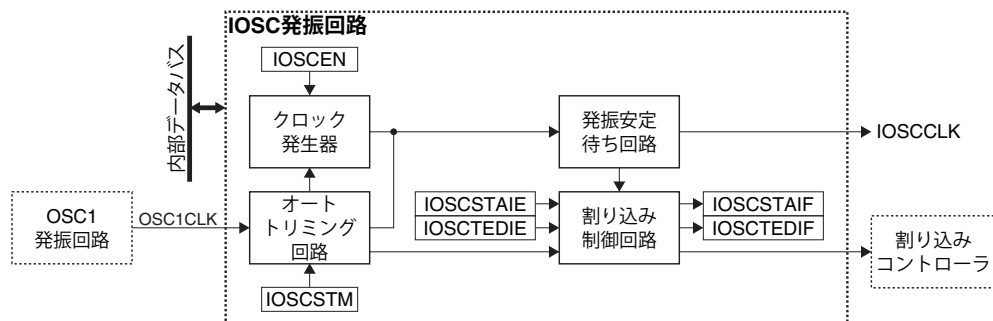 IOSC発振回路
内部データバス
IOSCEN
クロック
発生器
発振安定
待ち回路
IOSCCLK
OSC1
発振回路
OSC1CLK
オート
トリミング
回路
IOSCSTAIE
IOSCTEDIE
割り込み
制御回路
IOSCSTAIF
IOSCTEDIF
割り込み
コントローラ
IOSCSTM